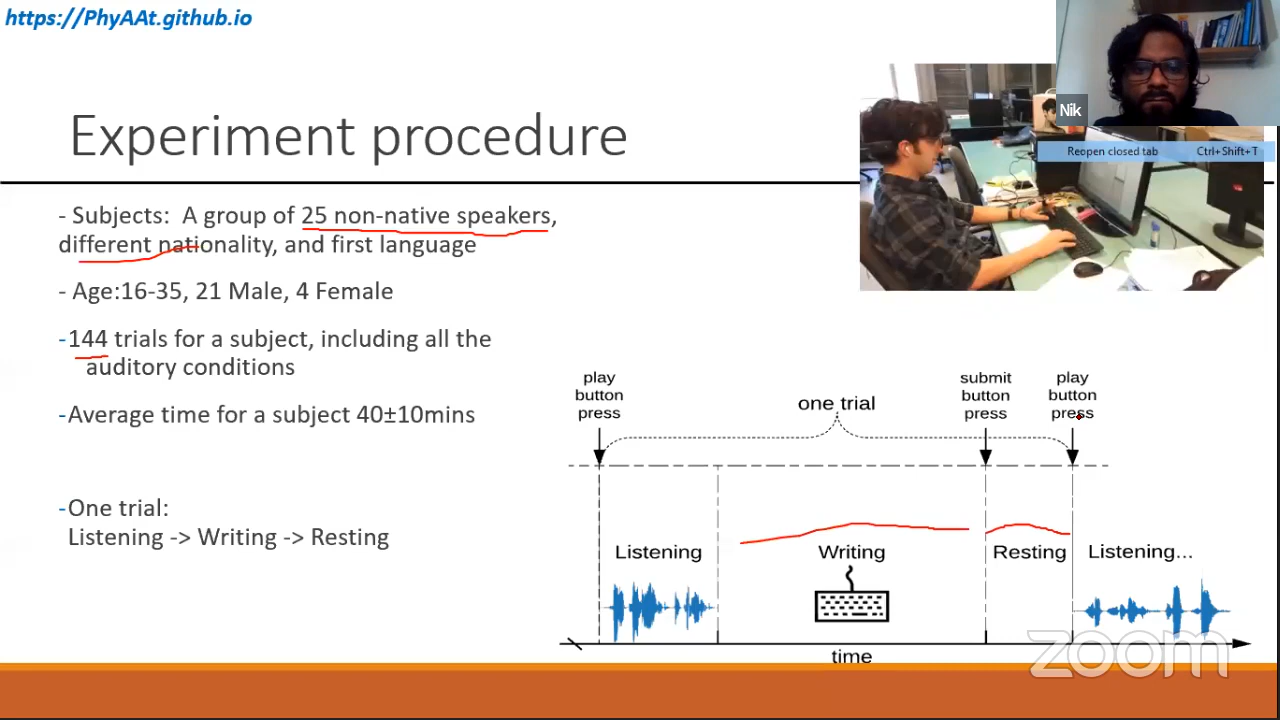 https://PhyAAt.github.io
Nik
Reopen closed tab Ctrl+Shift+T
Experiment procedure
- Subjects: A group of 25 non-native speakers,
different nationality, and first language
- Age:16-35, 21 Male, 4 Female
-144 trials for a subject, including all the
auditory conditions
-Average time for a subject 40±10mins
-One trial:
Listening -> Writing -> Resting
play
button
press
one trial
submit
button
press
play
button
press
Listening
Writing
Resting
Listening...
time
zoom